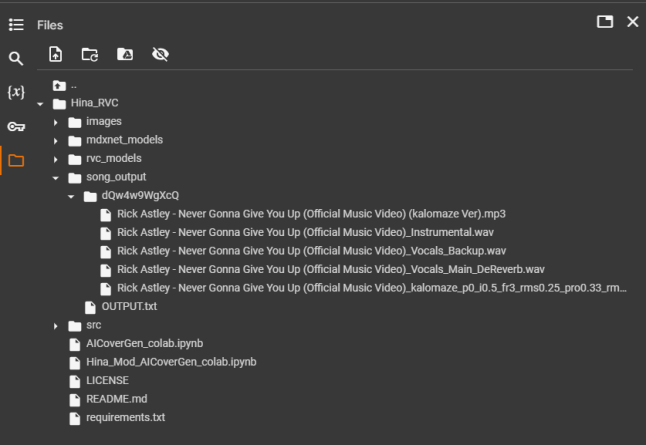 Files
{x}
..
Hina_RVC
images
mdxnet_models
rvc_models
song_output
dQw4w9WgXcQ
Rick Astley - Never Gonna Give You Up (Official Music Video) (kalomaze Ver).mp3
Rick Astley - Never Gonna Give You Up (Official Music Video)_Instrumental.wav
Rick Astley - Never Gonna Give You Up (Official Music Video)_Vocals_Backup.wav
Rick Astley - Never Gonna Give You Up (Official Music Video)_Vocals_Main_DeReverb.wav
Rick Astley - Never Gonna Give You Up (Official Music Video)_kalomaze_p0_i0.5_fr3_rms0.25_pro0.33_rm...
OUTPUT.txt
src
AICoverGen_colab.ipynb
Hina_Mod_AICoverGen_colab.ipynb
LICENSE
README.md
requirements.txt